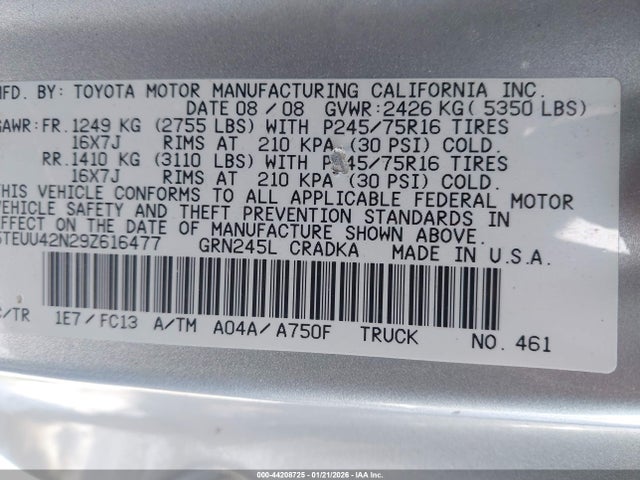 MFD. BY: TOYOTA MOTOR MANUFACTURING CALIFORNIA INC.
DATE 08/08 GVWR:2426 KG( 5350 LBS)
GAWR:FR.1249 KG (2755 LBS) WITH P245/75R16 TIRES
16X7J RIMS AT 210 KPA (30 PSI) COLD.
RR.1410 KG (3110 LBS) WITH P245/75R16 TIRES
16X7J RIMS AT 210 KPA (30 PSI) COLD.
THIS VEHICLE CONFORMS TO ALL APPLICABLE FEDERAL MOTOR
VEHICLE SAFETY AND THEFT PREVENTION STANDARDS IN
EFFECT ON THE DATE OF MANUFACTURE SHOWN ABOVE.
5TEUU42N29Z616477 GRN245L CRADKA MADE IN U.S.A.
C/TR 1E7/FC13 A/TM A04A/A750F TRUCK NO. 461
000-44208725 - 01/21/2026 - IAA Inc.